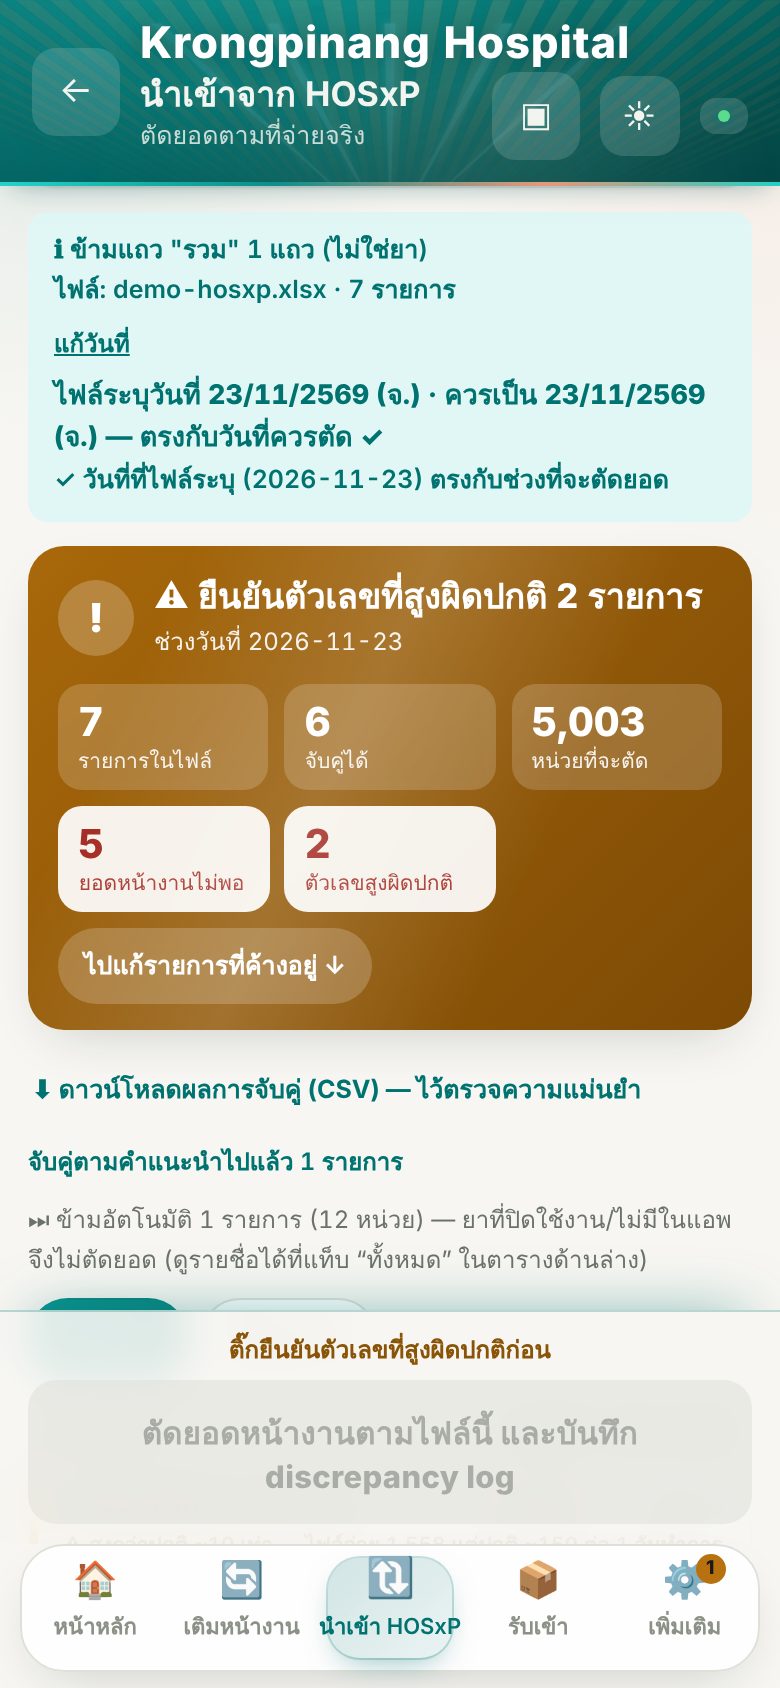 Krongpinang Hospital
นำเข้าจาก HOSxP
ตัดยอดตามที่จ่ายจริง
ℹ ข้ามแถว "รวม" 1 แถว (ไม่ใช่ยา)
ไฟล์: demo-hosxp.xlsx · 7 รายการ
แก้วันที่
ไฟล์ระบุวันที่ 23/11/2569 (จ.) · ควรเป็น 23/11/2569
(จ.) — ตรงกับวันที่ควรตัด ✓
✓ วันที่ที่ไฟล์ระบุ (2026-11-23) ตรงกับช่วงที่จะตัดยอด
! ⚠ ยืนยันตัวเลขที่สูงผิดปกติ 2 รายการ
ช่วงวันที่ 2026-11-23
7
รายการในไฟล์
6
จับคู่ได้
5,003
หน่วยที่จะตัด
5
ยอดหน้างานไม่พอ
2
ตัวเลขสูงผิดปกติ
ไปแก้รายการที่ค้างอยู่ ↓
⬇ ดาวน์โหลดผลการจับคู่ (CSV) — ไว้ตรวจความแม่นยำ
จับคู่ตามคำแนะนำไปแล้ว 1 รายการ
⏭ ข้ามอัตโนมัติ 1 รายการ (12 หน่วย) — ยาที่ปิดใช้งาน/ไม่มีในแอพ
จึงไม่ตัดยอด (ดูรายชื่อได้ที่แท็บ “ทั้งหมด” ในตารางด้านล่าง)
ติ๊กยืนยันตัวเลขที่สูงผิดปกติก่อน
ตัดยอดหน้างานตามไฟล์นี้ และบันทึก
discrepancy log
หน้าหลัก
เติมหน้างาน
นำเข้า HOSxP
รับเข้า
1
เพิ่มเติม